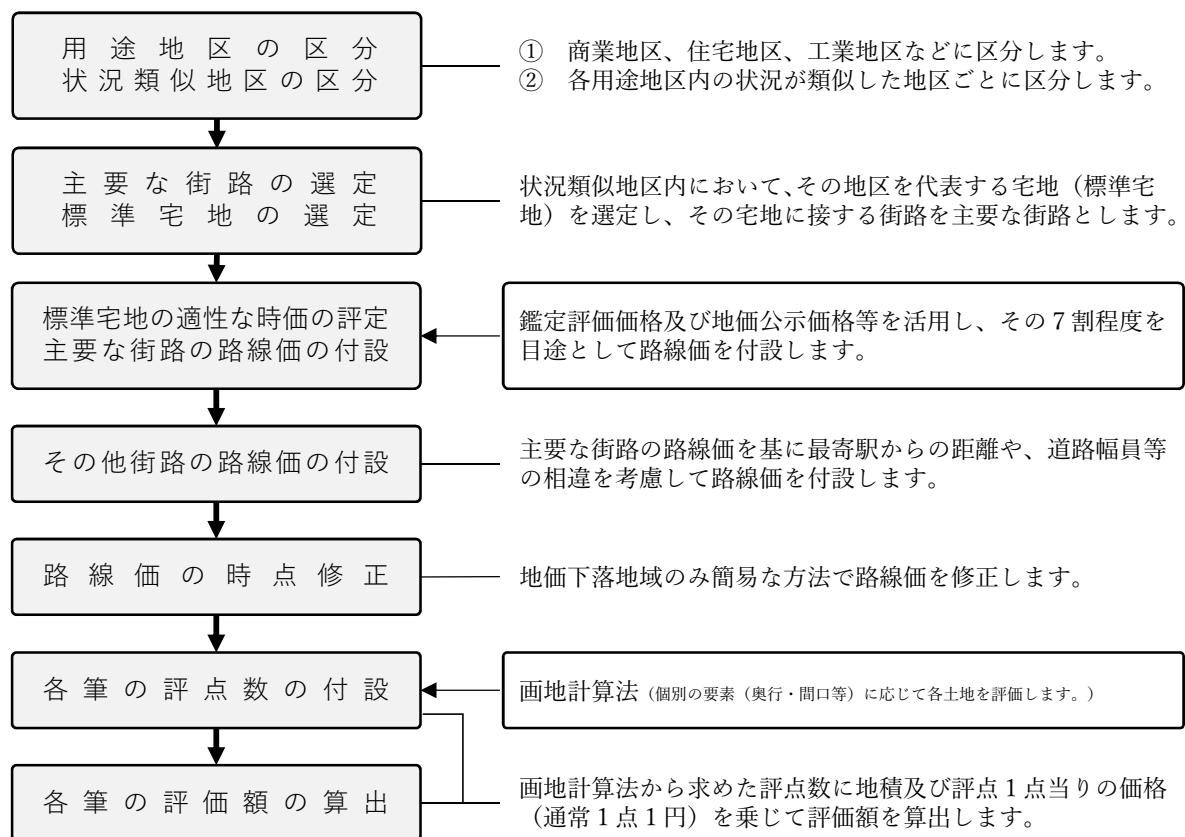 用途地区の区分
状況類似地区の区分
① 商業地区、住宅地区、工業地区などに区分します。
② 各用途地区内の状況が類似した地区ごとに区分します。
主要な街路の選定
標準宅地の選定
状況類似地区内において、その地区を代表する宅地（標準宅
地）を選定し、その宅地に接する街路を主要な街路とします。
標準宅地の適性な時価の評定
主要な街路の路線価の付設
鑑定評価価格及び地価公示価格等を活用し、その７割程度を
目途として路線価を付設します。
その他街路の路線価の付設
主要な街路の路線価を基に最寄駅からの距離や、道路幅員等
の相違を考慮して路線価を付設します。
路線価の時点修正
地価下落地域のみ簡易な方法で路線価を修正します。
各筆の評点数の付設
画地計算法（個別の要素（奥行・間口等）に応じて各土地を評価します。）
各筆の評価額の算出
画地計算法から求めた評点数に地積及び評点１点当りの価格
（通常１点１円）を乗じて評価額を算出します。